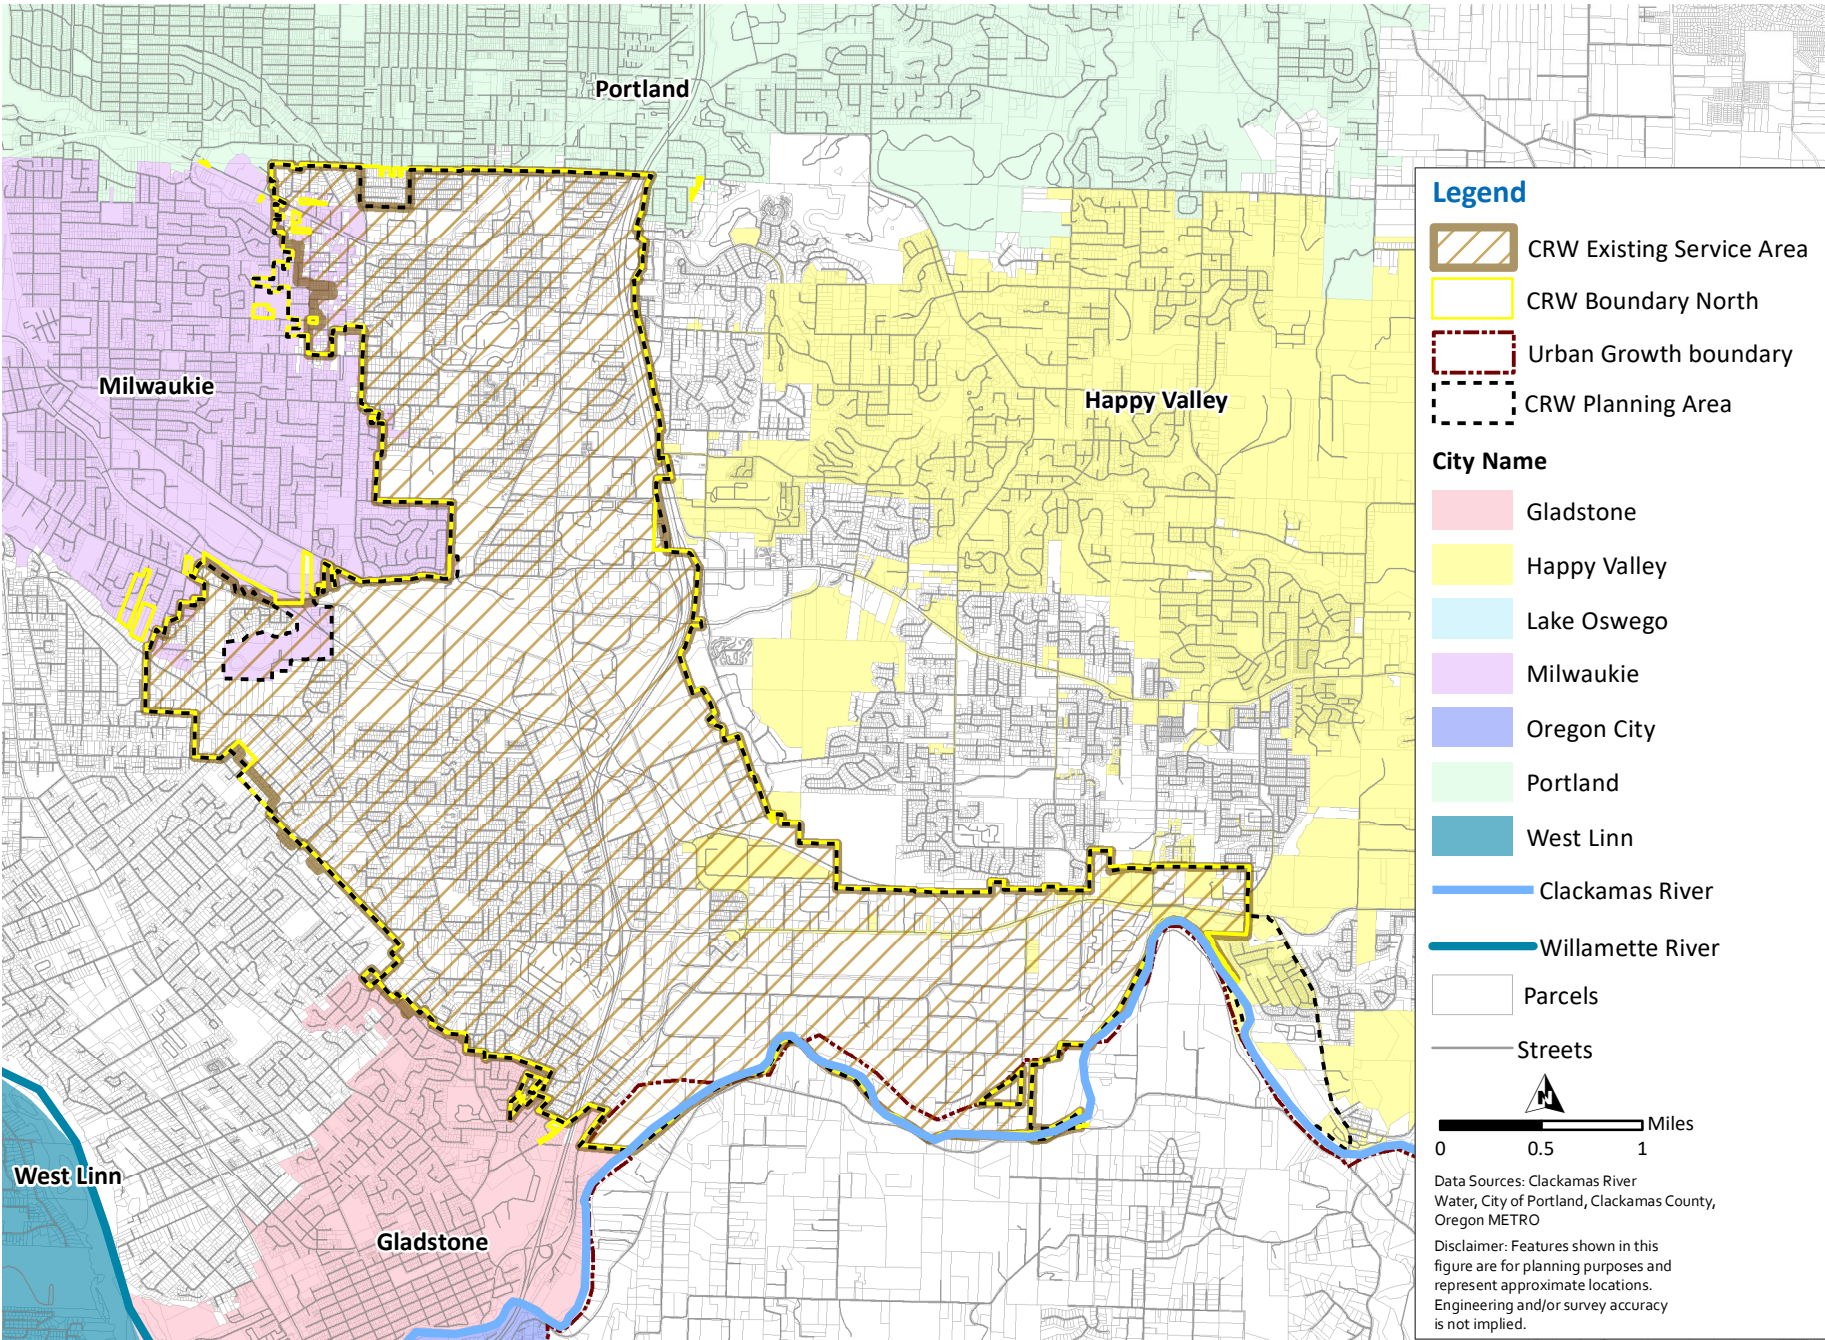 Portland
Milwaukie
Happy Valley
West Linn
Gladstone
Legend
CRW Existing Service Area
CRW Boundary North
Urban Growth boundary
CRW Planning Area
City Name
Gladstone
Happy Valley
Lake Oswego
Milwaukie
Oregon City
Portland
West Linn
Clackamas River
Willamette River
Parcels
Streets
N
Miles
0 0.5 1
Data Sources: Clackamas River
Water, City of Portland, Clackamas County,
Oregon METRO
Disclaimer: Features shown in this
figure are for planning purposes and
represent approximate locations.
Engineering and/or survey accuracy
is not implied.